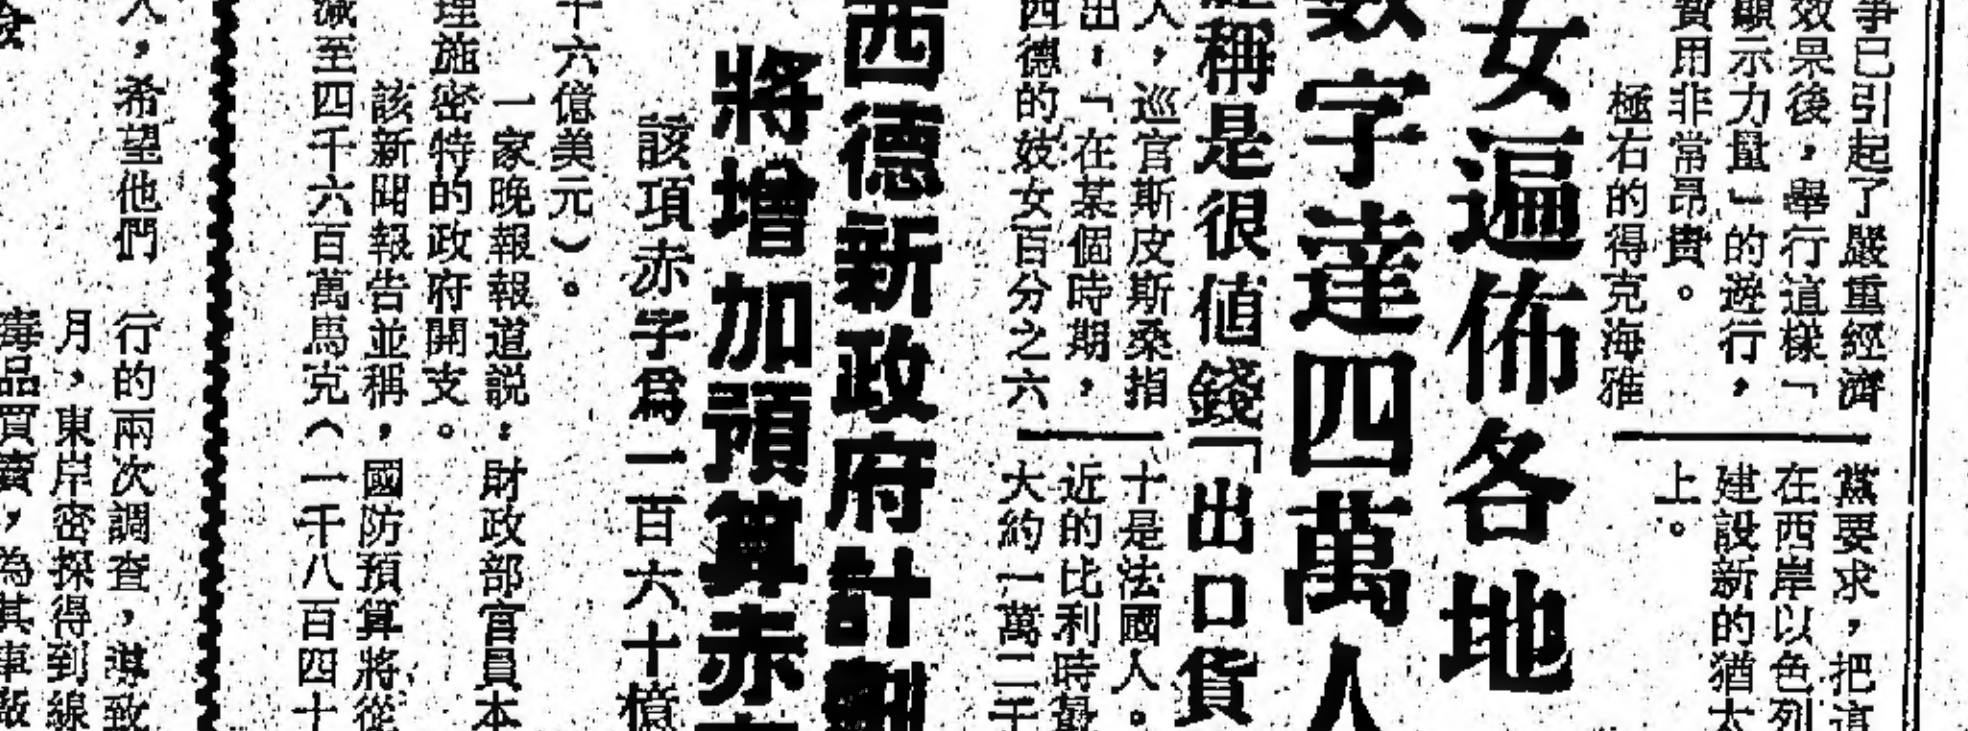 爭已引起了嚴重經濟
效果後，舉行這樣「
顯示力量」的遊行，
費用非常昂貴。
極右的得克海雅
黨要求，把這
在西岸以色列
建設新的猶太
上。
女遍佈各地
數字達四萬人
稱是很值錢「出口貨
人，巡官斯皮斯桑指
出，「在某個時期，
西德的妓女百分之六
十是法國人。
近的比利時最
大約一萬二千
西德新政府計劃
將增加預算赤
該項赤字爲一百六十億
十六億美元）。
一家晚報報道説，財政部官員本
理施密特的政府開支。
該新聞報告並稱，國防預算將從
減至四千六百萬馬克（一千八百四十
人，希望他們
行的兩次調查，導致
月，東岸密探得到線
毒品買賣，為其車廠